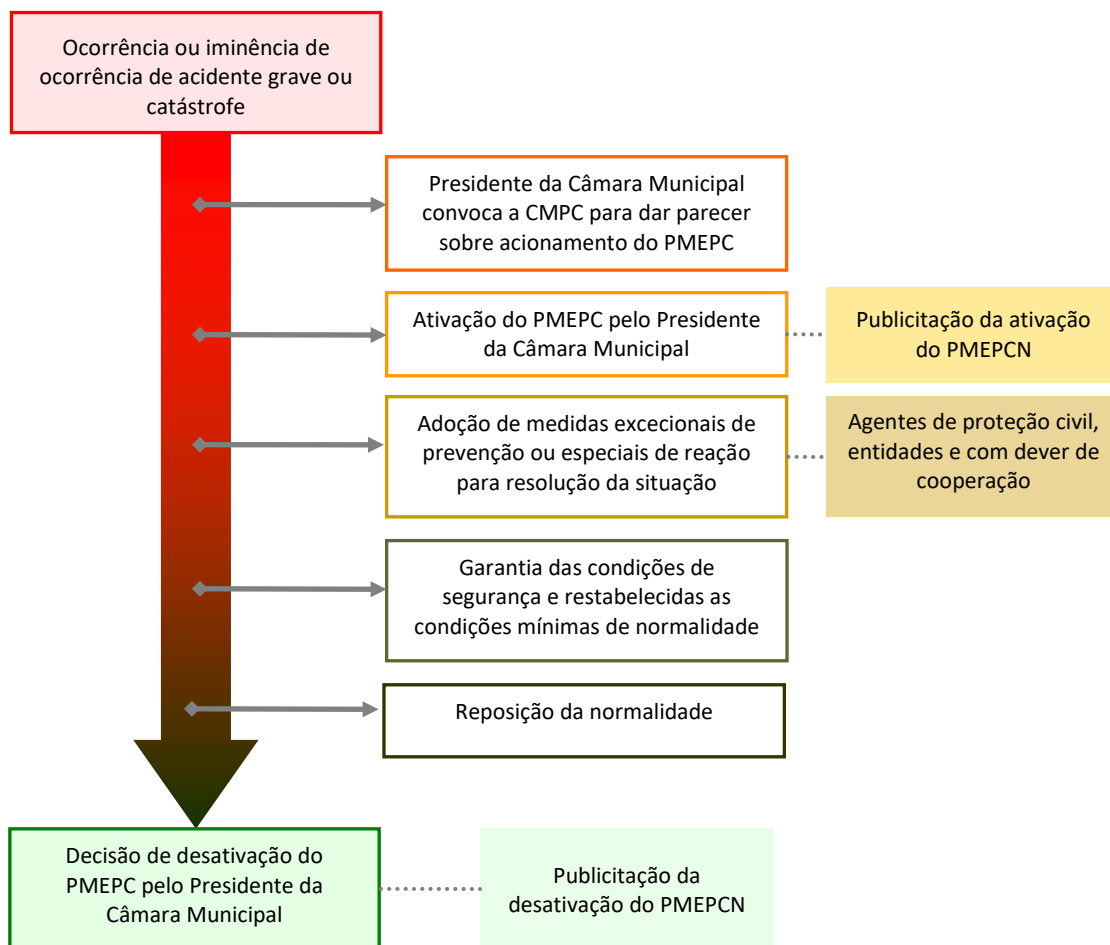 Ocorrência ou iminência de
ocorrência de acidente grave ou
catástrofe
Presidente da Câmara Municipal
convoca a CMPC para dar parecer
sobre acionamento do PMEPC
Ativação do PMEPC pelo Presidente
da Câmara Municipal
Publicitação da ativação
do PMEPCN
Adoção de medidas excecionais de
prevenção ou especiais de reação
para resolução da situação
Agentes de proteção civil,
entidades e com dever de
cooperação
Garantia das condições de
segurança e restabelecidas as
condições mínimas de normalidade
Reposição da normalidade
Decisão de desativação do
PMEPC pelo Presidente da
Câmara Municipal
Publicitação da
desativação do PMEPCN